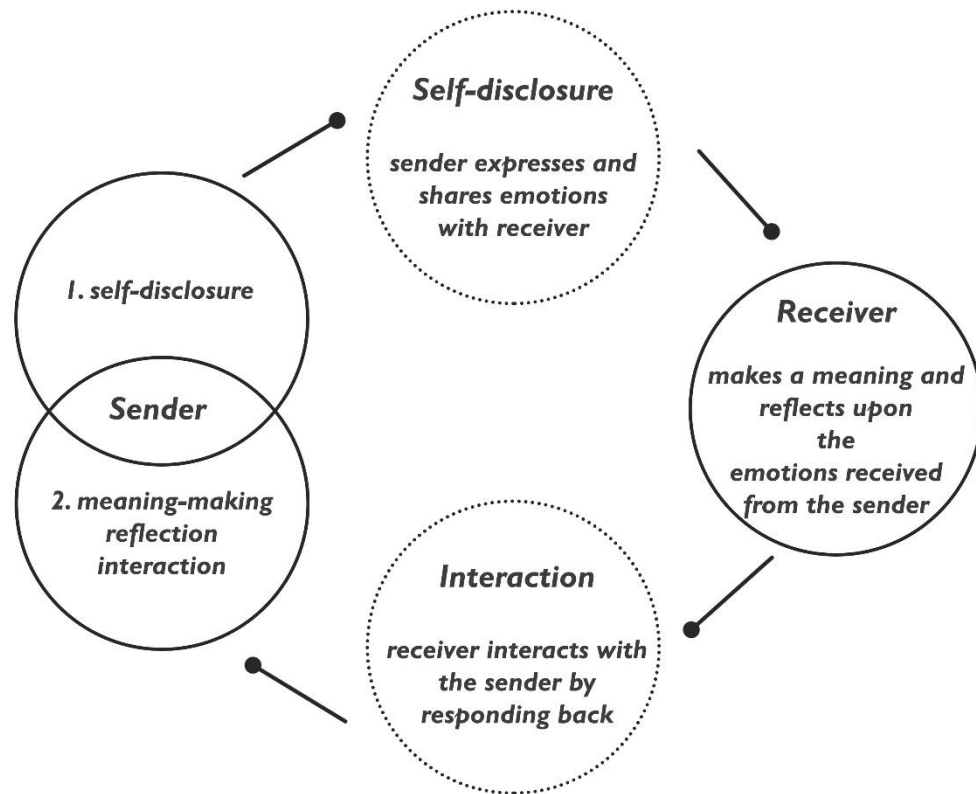 Self-disclosure
sender expresses and
shares emotions
with receiver
1. self-disclosure
Sender
2. meaning-making
reflection
interaction
Receiver
makes a meaning and
reflects upon
the
emotions received
from the sender
Interaction
receiver interacts with
the sender by
responding back